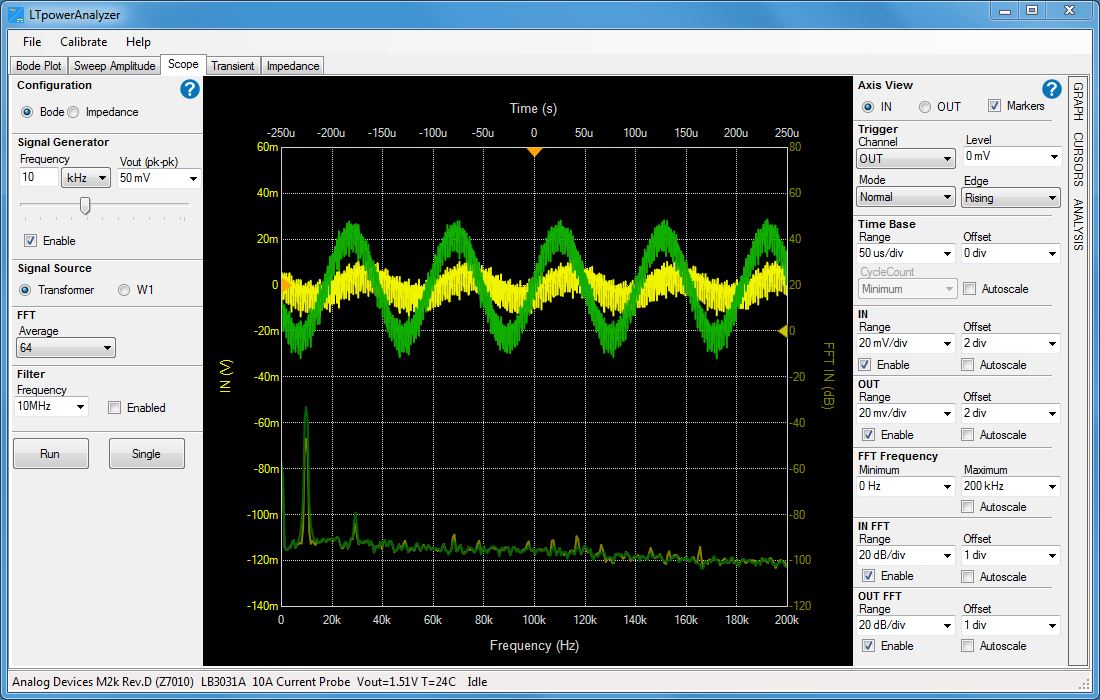 LTpowerAnalyzer
File Calibrate Help
Bode Plot Sweep Amplitude Scope Transient Impedance
Configuration
?
Bode Impedance
Signal Generator
Frequency Vout (pk-pk)
10 kHz 50 mV
Enable
Signal Source
Transformer W1
FFT
Average
64
Filter
Frequency
10MHz Enabled
Run Single
Time (s)
-250u -200u -150u -100u -50u 0 50u 100u 150u 200u 250u
60m
40m
20m
0
-20m
-40m
-60m
-80m
-100m
-120m
-140m
IN (V)
80
60
40
20
0
-20
-40
-60
-80
-100
-120
FFT IN (dB)
0 20k 40k 60k 80k 100k 120k 140k 160k 180k 200k
Frequency (Hz)
Axis View
?
IN OUT Markers
Trigger
Channel Level
OUT 0 mV
Mode Edge
Normal Rising
Time Base
Range Offset
50 us/div 0 div
CycleCount
Minimum Autoscale
IN
Range Offset
20 mV/div 2 div
Enable Autoscale
OUT
Range Offset
20 mv/div 2 div
Enable Autoscale
FFT Frequency
Minimum Maximum
0 Hz 200 kHz
Autoscale
IN FFT
Range Offset
20 dB/div 1 div
Enable Autoscale
OUT FFT
Range Offset
20 dB/div 1 div
Enable Autoscale
GRAPH CURSORS ANALYSIS
Analog Devices M2k Rev.D (Z7010) LB3031A 10A Current Probe Vout=1.51V T=24C Idle